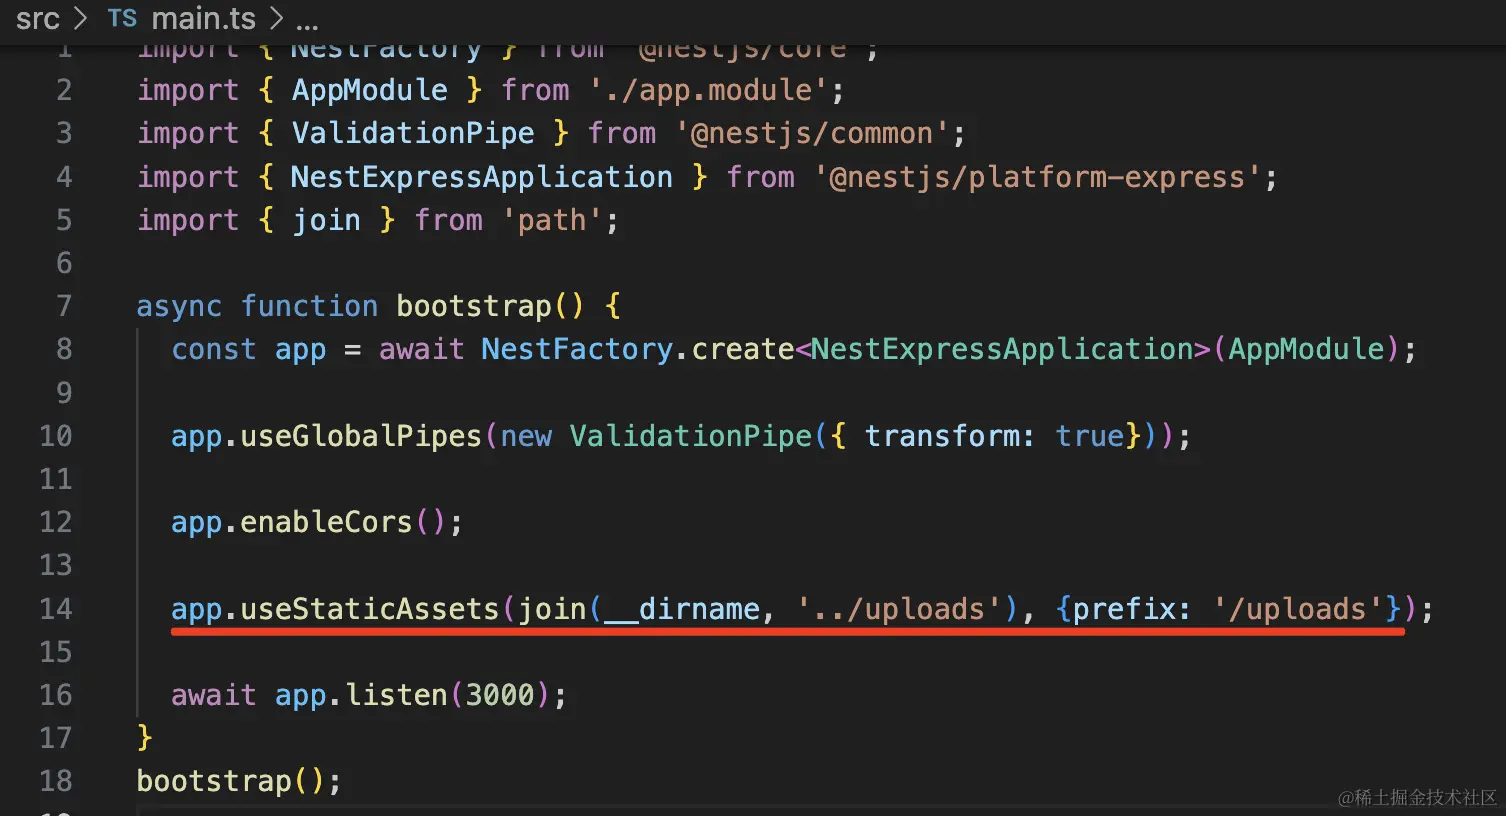 src > TS main.ts > ...
1 import { NestFactory } from '@nestjs/core';
2 import { AppModule } from './app.module';
3 import { ValidationPipe } from '@nestjs/common';
4 import { NestExpressApplication } from '@nestjs/platform-express';
5 import { join } from 'path';
6
7 async function bootstrap() {
8 const app = await NestFactory.create<NestExpressApplication>(AppModule);
9
10 app.useGlobalPipes(new ValidationPipe({ transform: true}));
11
12 app.enableCors();
13
14 app.useStaticAssets(join(__dirname, '../uploads'), {prefix: '/uploads'});
15
16 await app.listen(3000);
17 }
18 bootstrap();
19
@稀土掘金技术社区